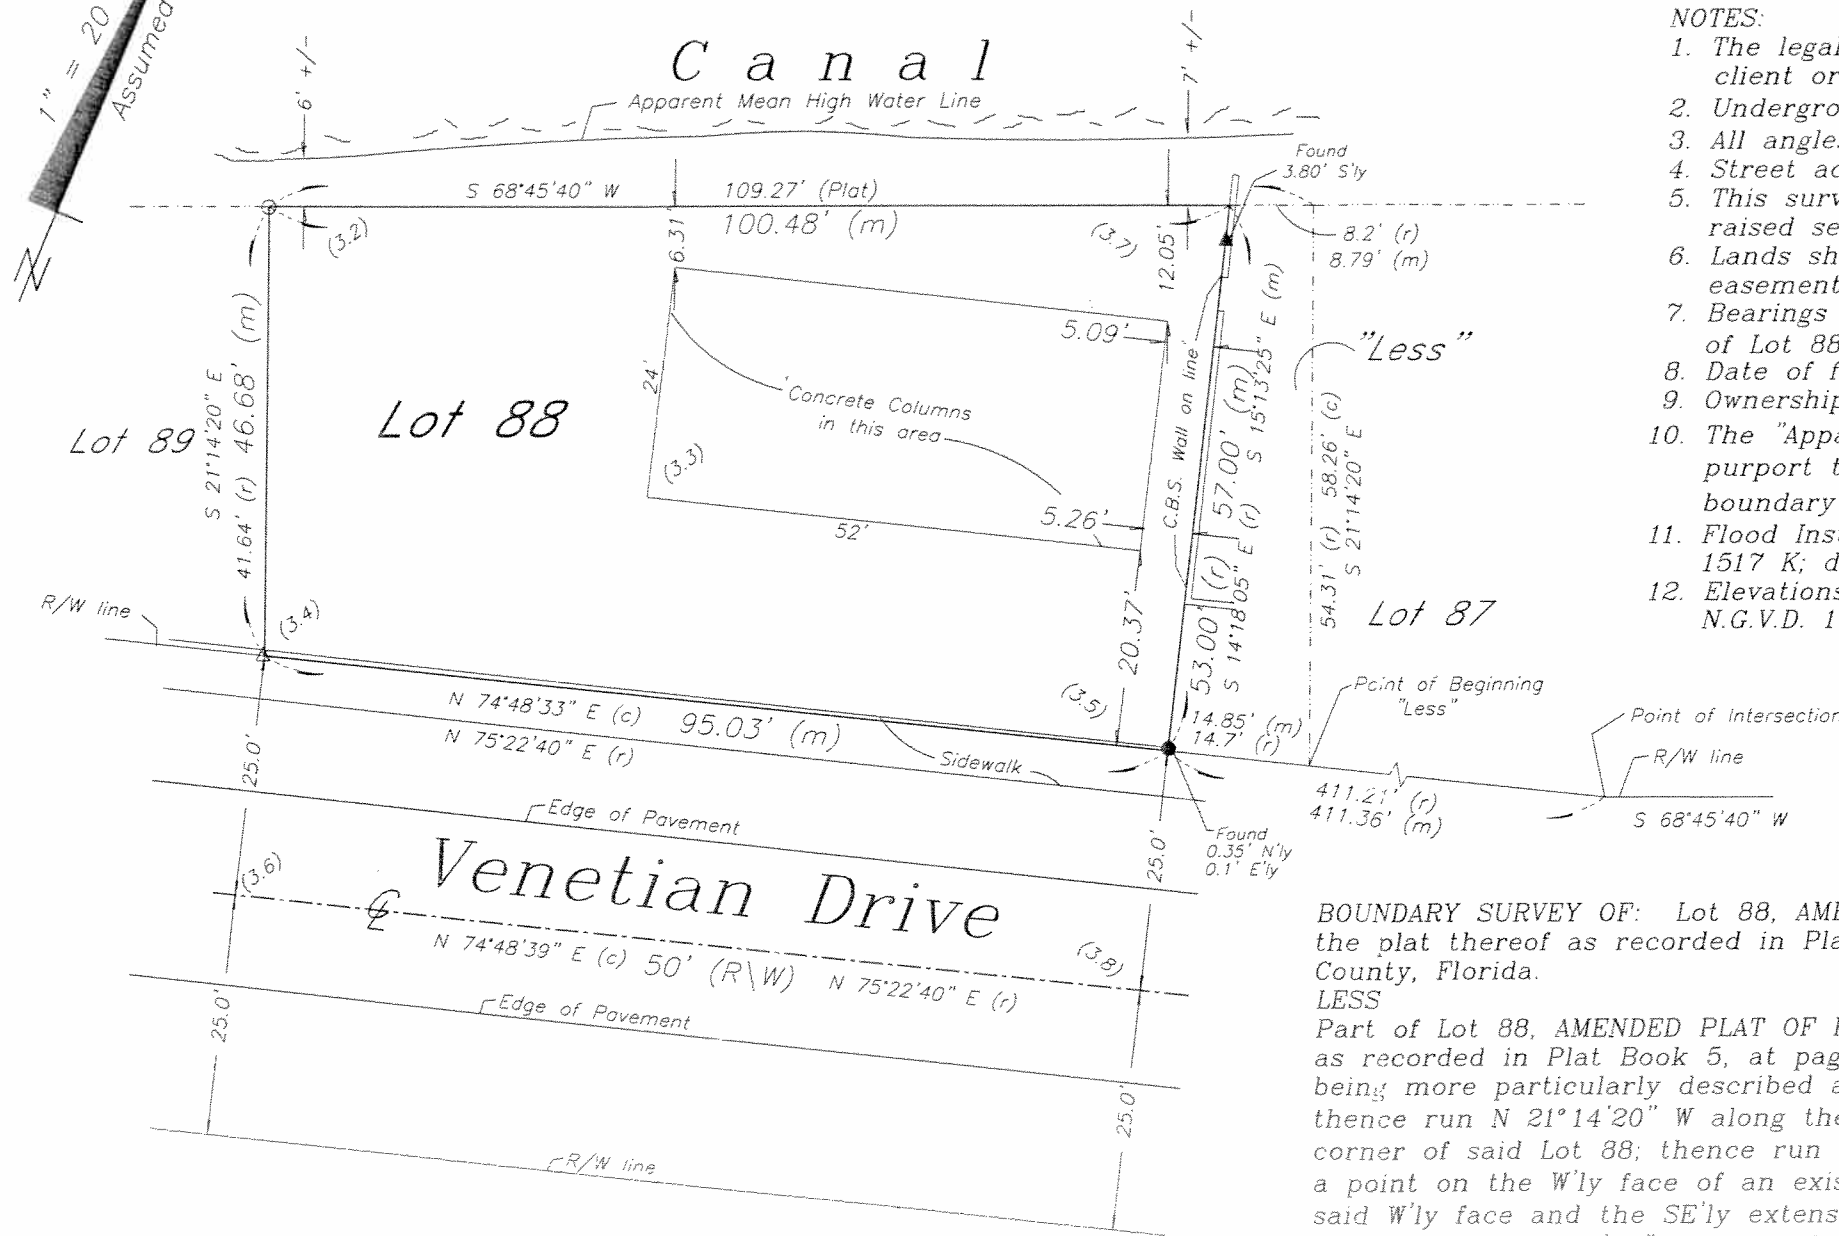 1" = 20
Assumed
N
6' +/-
Canal
7' +/-
Apparent Mean High Water Line
Found
3.80' S'ly
S 68°45'40" W
109.27' (Plat)
100.48' (m)
(3.2)
6.31'
(3.7)
12.05'
8.2' (r)
8.79' (m)
"Less"
5.09'
24'
Concrete Columns
in this area
Lot 88
Lot 89
S 21°14'20" E
41.64' (r) 46.68' (m)
(3.3)
52'
5.26'
C.B.S. Wall on line
53.00' (r) 57.00' (m)
S 14°18'05" E (r) S 15°13'25" E (m)
54.31' (r) 58.26' (c)
S 21°14'20" E
Lot 87
R/W line
(3.4)
20.37'
(3.5)
N 74°48'33" E (c)
95.03' (m)
N 75°22'40" E (r)
Sidewalk
14.85' (m)
14.7' (r)
Point of Beginning
"Less"
Point of Intersection
R/W line
411.21' (r)
411.36' (m)
S 68°45'40" W
25.0'
25.0'
Edge of Pavement
Found
0.35' N'ly
0.1' E'ly
(3.6)
Venetian Drive
℄
N 74°48'39" E (c) 50' (R\W) N 75°22'40" E (r)
(3.8)
Edge of Pavement
25.0'
25.0'
R/W line
NOTES:
1. The legal
client or
2. Undergro
3. All angle
4. Street ad
5. This surv
raised se
6. Lands sh
easement
7. Bearings
of Lot 88
8. Date of f
9. Ownership
10. The "Appa
purport t
boundary
11. Flood Ins
1517 K; d
12. Elevations
N.G.V.D. 1
BOUNDARY SURVEY OF: Lot 88, AME
the plat thereof as recorded in Pla
County, Florida.
LESS
Part of Lot 88, AMENDED PLAT OF
as recorded in Plat Book 5, at pag
being more particularly described a
thence run N 21°14'20" W along the
corner of said Lot 88; thence run
a point on the W'ly face of an exis
said W'ly face and the SE'ly extens